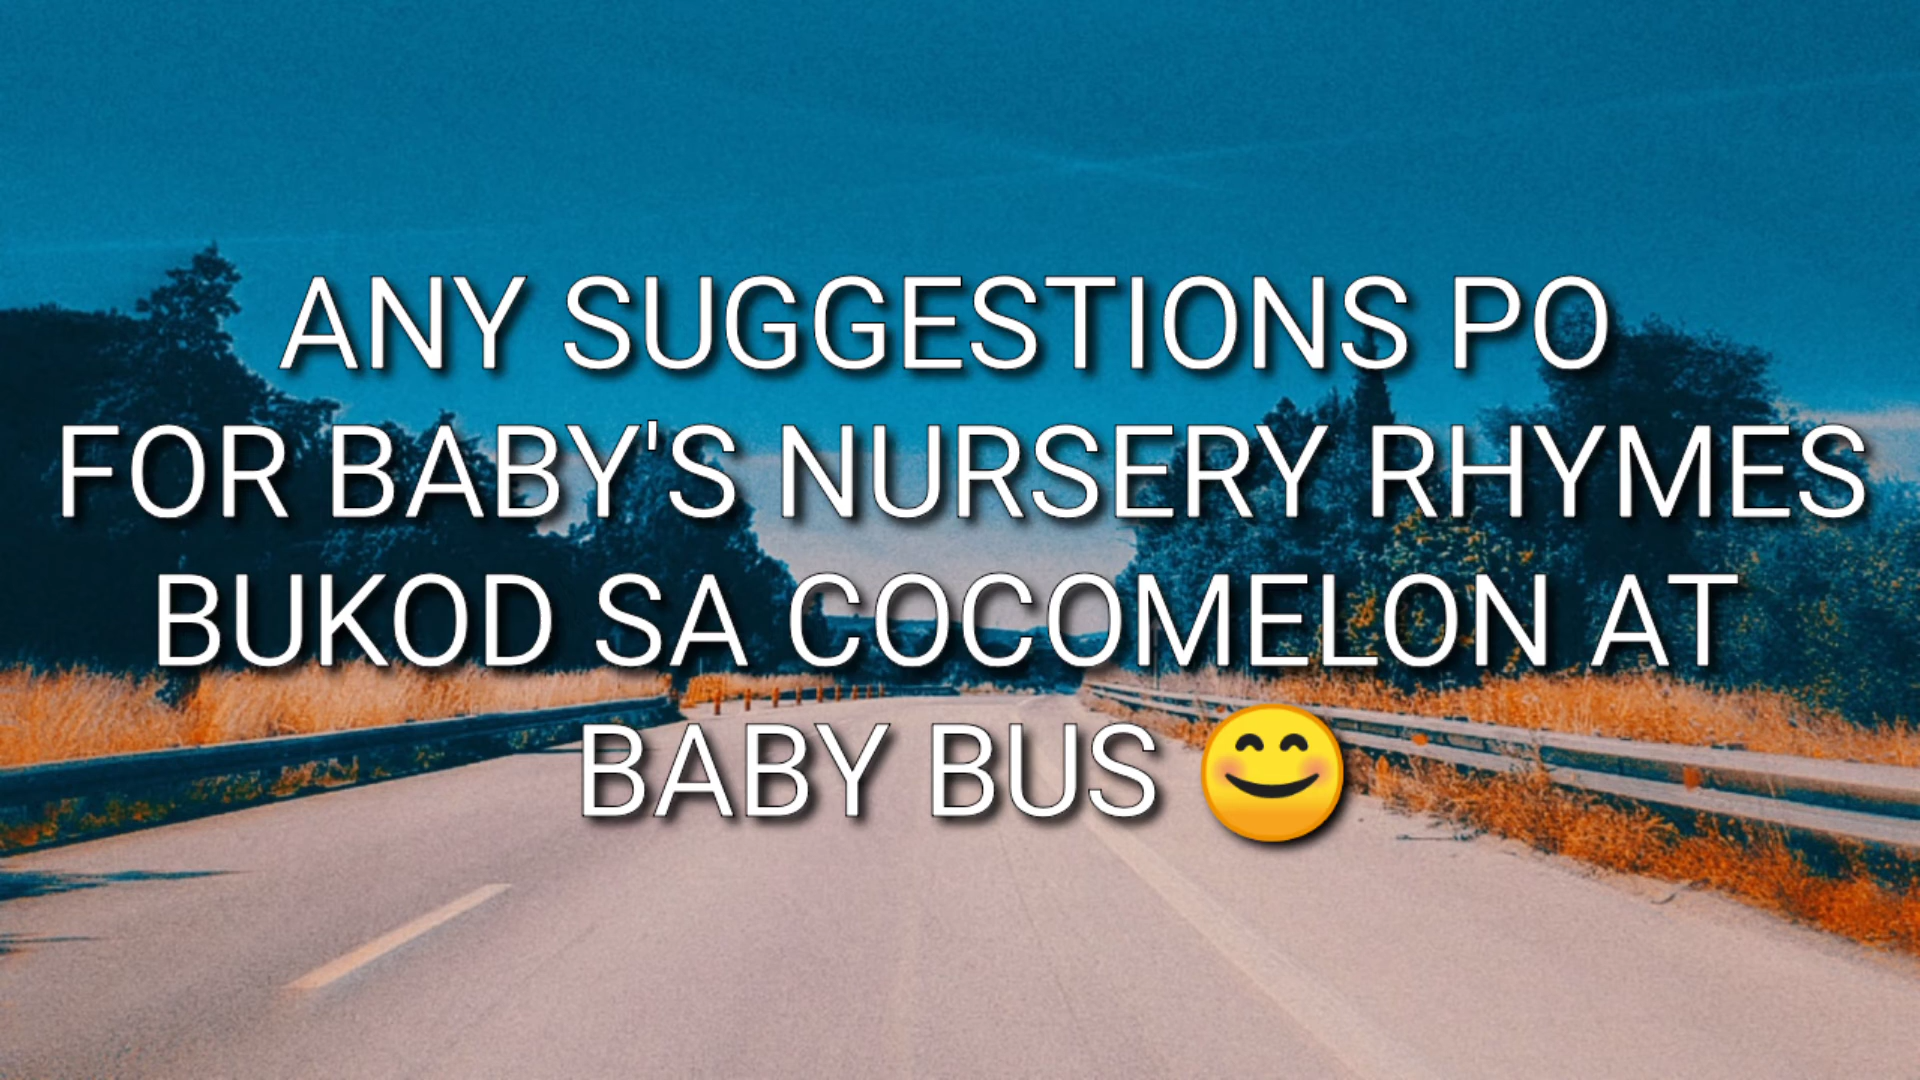 ANY SUGGESTIONS PO
FOR BABY'S NURSERY RHYMES
BUKOD SA COCOMELON AT
BABY BUS 😊